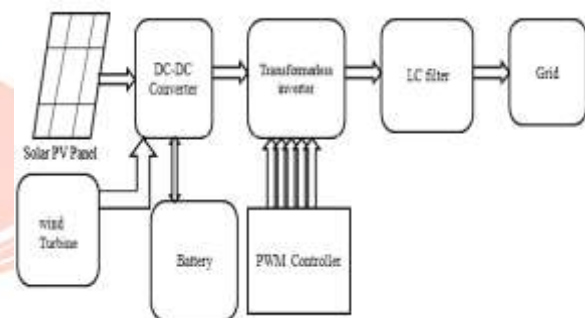 DC-DC
Converter
Transformerless
inverter
LC filter
Grid
Solar PV Panel
wind
Turbine
Battery
PWM Controller